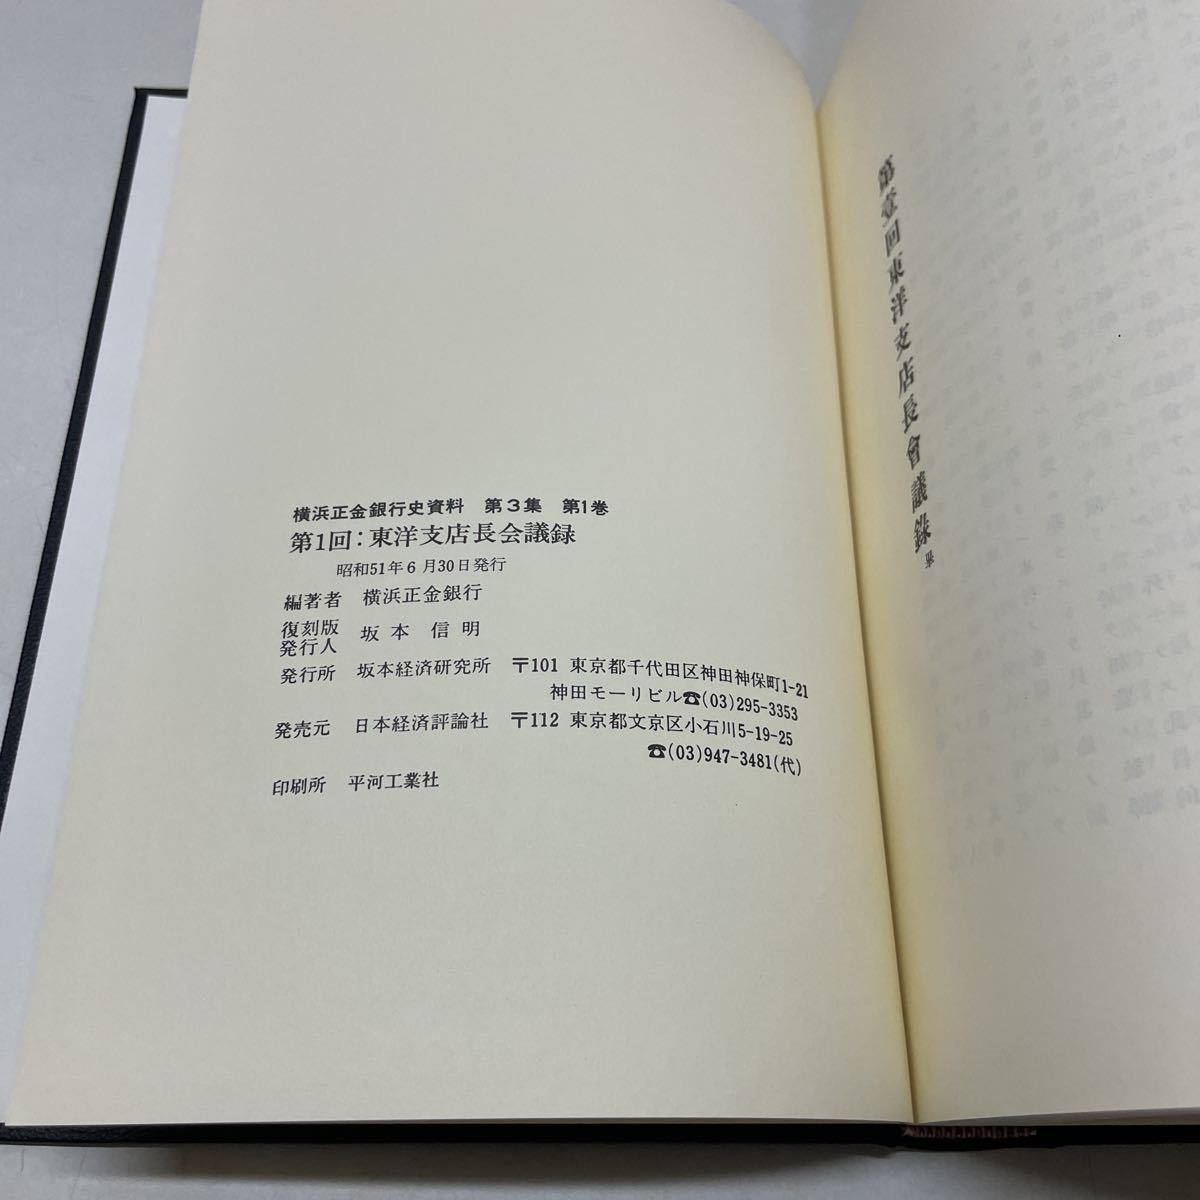 第壹回東洋支店長會議録 畢
横浜正金銀行史資料　第3集　第1巻
第1回：東洋支店長会議録
昭和51年6月30日発行
編著者　横浜正金銀行
復刻版
発行人　坂本 信明
発行所　坂本経済研究所　〒101 東京都千代田区神田神保町1-21
神田モーリビル☎(03)295-3353
発売元　日本経済評論社　〒112 東京都文京区小石川5-19-25
☎(03)947-3481(代)
印刷所　平河工業社